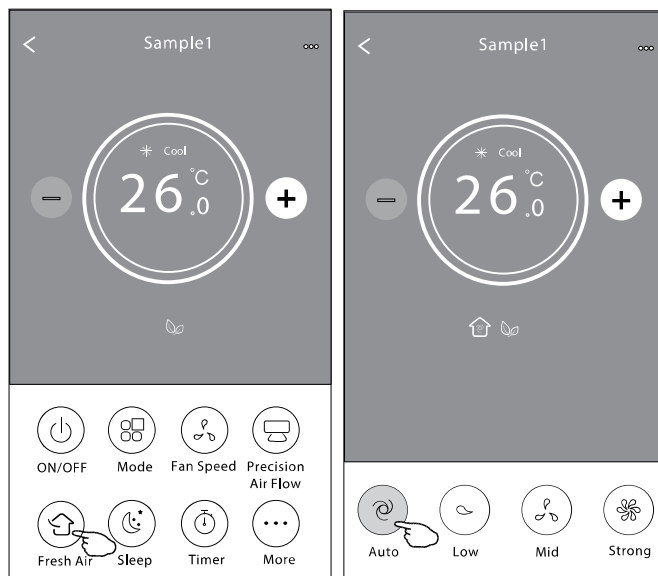 Sample1
Cool
26.0 °C
ON/OFF
Mode
Fan Speed
Precision
Air Flow
Fresh Air
Sleep
Timer
More
Sample1
Cool
26.0 °C
Auto
Low
Mid
Strong